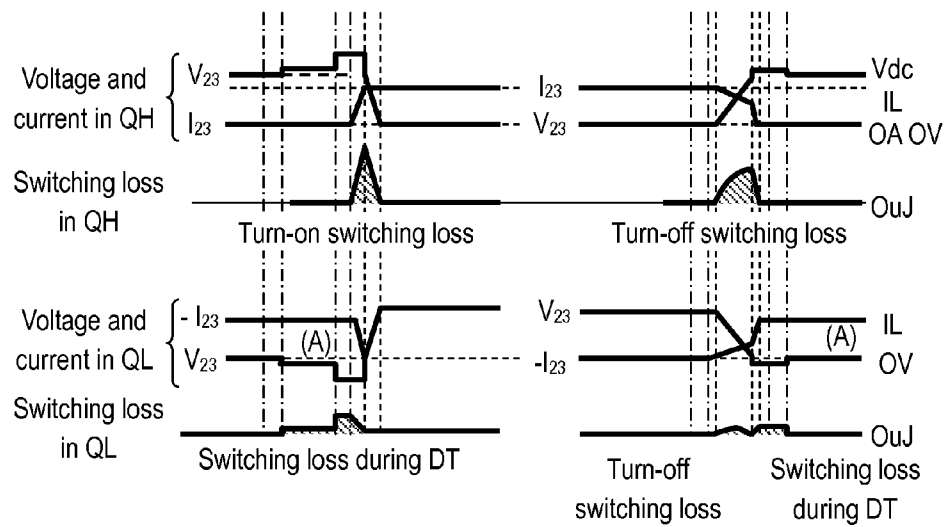 Voltage and
current in QH
V23
I23
I23
V23
Vdc
IL
OA OV
Switching loss
in QH
OuJ
Turn-on switching loss
Turn-off switching loss
Voltage and
current in QL
- I23
(A)
V23
V23
-I23
IL
(A)
OV
Switching loss
in QL
OuJ
Switching loss during DT
Turn-off
switching loss
Switching loss
during DT